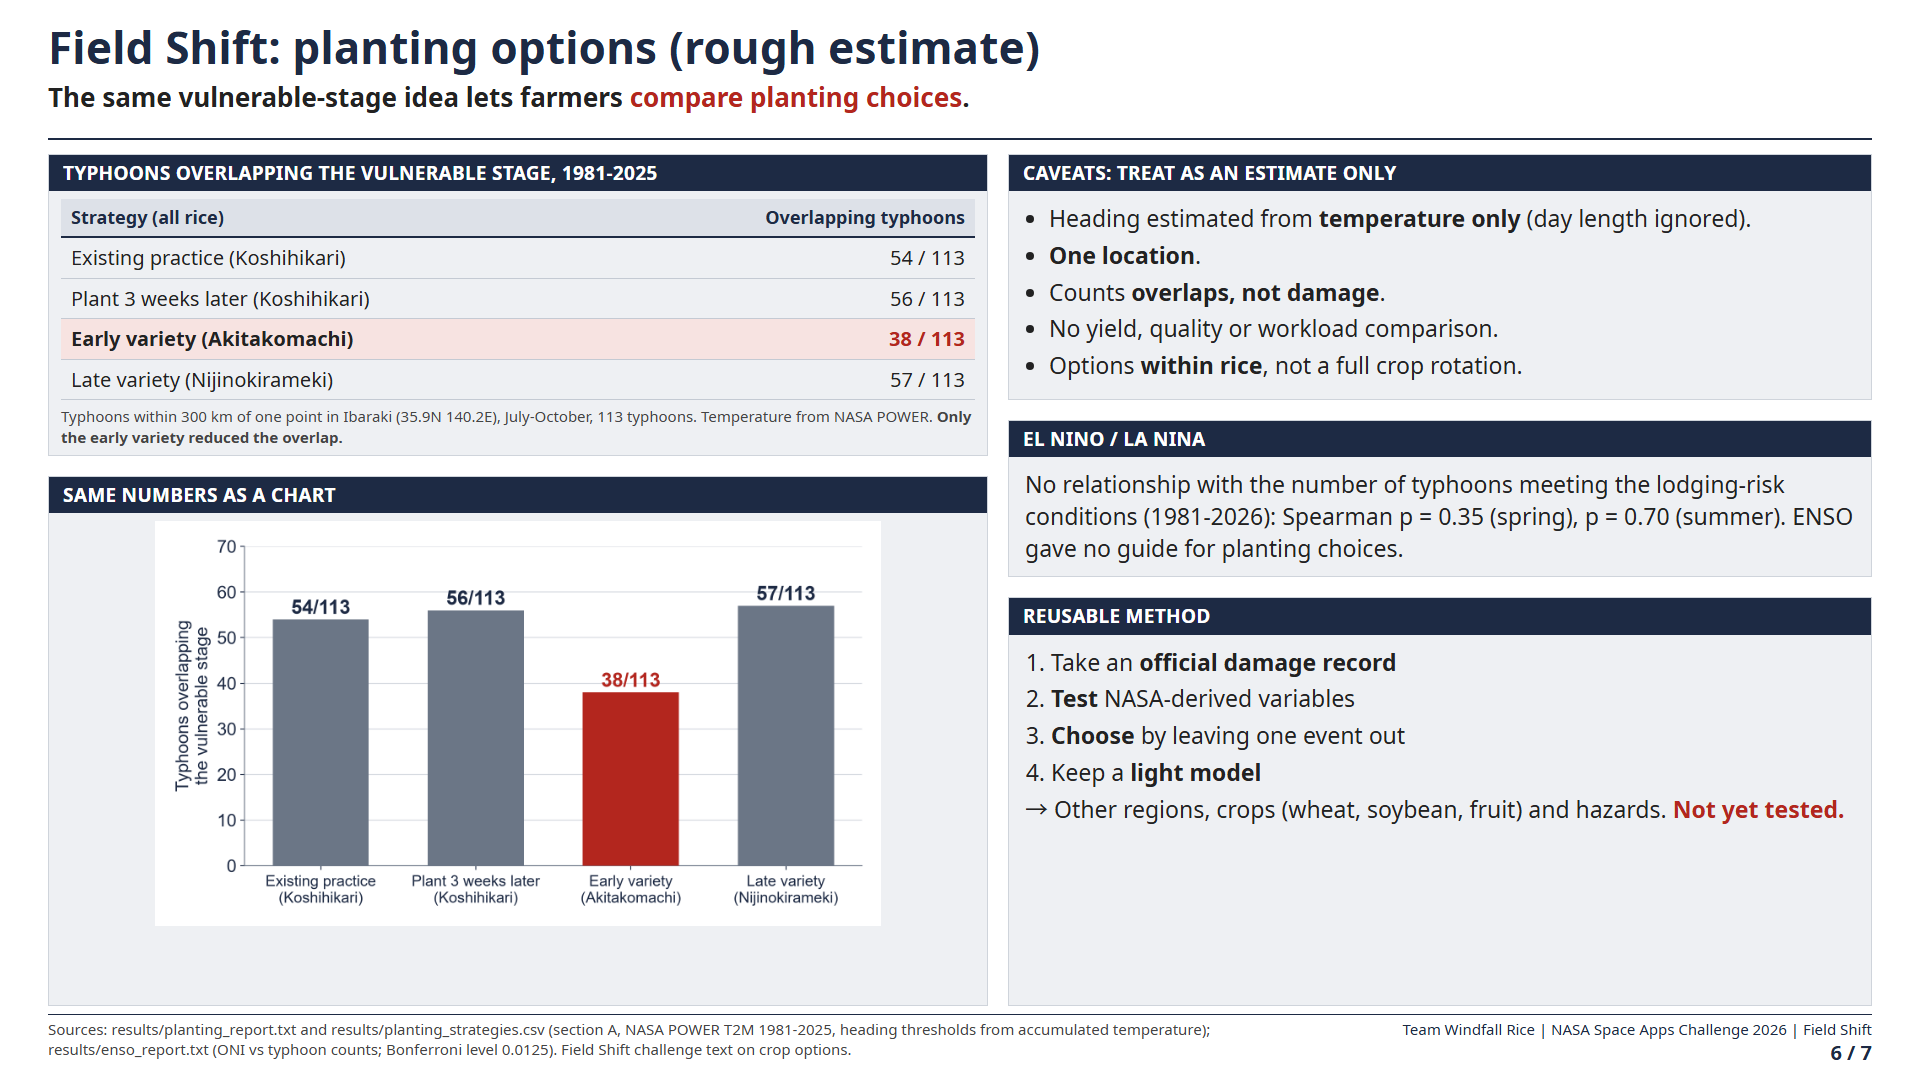 Field Shift: planting options (rough estimate)
The same vulnerable-stage idea lets farmers compare planting choices.
TYPHOONS OVERLAPPING THE VULNERABLE STAGE, 1981-2025
Strategy (all rice) Overlapping typhoons
Existing practice (Koshihikari) 54 / 113
Plant 3 weeks later (Koshihikari) 56 / 113
Early variety (Akitakomachi) 38 / 113
Late variety (Nijinokirameki) 57 / 113
Typhoons within 300 km of one point in Ibaraki (35.9N 140.2E), July-October, 113 typhoons. Temperature from NASA POWER. Only
the early variety reduced the overlap.
SAME NUMBERS AS A CHART
Typhoons overlapping
the vulnerable stage
70
60
50
40
30
20
10
0
54/113
56/113
38/113
57/113
Existing practice
(Koshihikari)
Plant 3 weeks later
(Koshihikari)
Early variety
(Akitakomachi)
Late variety
(Nijinokirameki)
CAVEATS: TREAT AS AN ESTIMATE ONLY
• Heading estimated from temperature only (day length ignored).
• One location.
• Counts overlaps, not damage.
• No yield, quality or workload comparison.
• Options within rice, not a full crop rotation.
EL NINO / LA NINA
No relationship with the number of typhoons meeting the lodging-risk
conditions (1981-2026): Spearman p = 0.35 (spring), p = 0.70 (summer). ENSO
gave no guide for planting choices.
REUSABLE METHOD
1. Take an official damage record
2. Test NASA-derived variables
3. Choose by leaving one event out
4. Keep a light model
→ Other regions, crops (wheat, soybean, fruit) and hazards. Not yet tested.
Sources: results/planting_report.txt and results/planting_strategies.csv (section A, NASA POWER T2M 1981-2025, heading thresholds from accumulated temperature);
results/enso_report.txt (ONI vs typhoon counts; Bonferroni level 0.0125). Field Shift challenge text on crop options.
Team Windfall Rice | NASA Space Apps Challenge 2026 | Field Shift
6 / 7